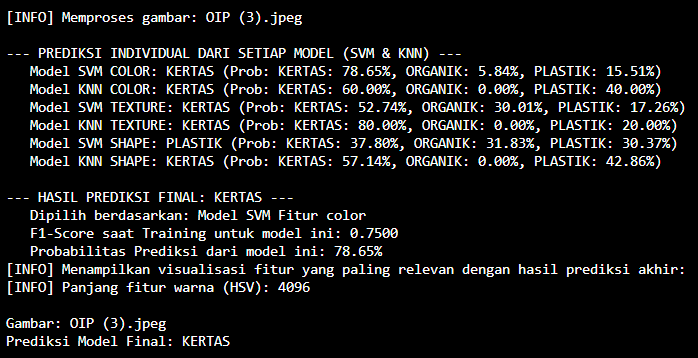 [INFO] Memproses gambar: OIP (3).jpeg
--- PREDIKSI INDIVIDUAL DARI SETIAP MODEL (SVM & KNN) ---
Model SVM COLOR: KERTAS (Prob: KERTAS: 78.65%, ORGANIK: 5.84%, PLASTIK: 15.51%)
Model KNN COLOR: KERTAS (Prob: KERTAS: 60.00%, ORGANIK: 0.00%, PLASTIK: 40.00%)
Model SVM TEXTURE: KERTAS (Prob: KERTAS: 52.74%, ORGANIK: 30.01%, PLASTIK: 17.26%)
Model KNN TEXTURE: KERTAS (Prob: KERTAS: 80.00%, ORGANIK: 0.00%, PLASTIK: 20.00%)
Model SVM SHAPE: PLASTIK (Prob: KERTAS: 37.80%, ORGANIK: 31.83%, PLASTIK: 30.37%)
Model KNN SHAPE: KERTAS (Prob: KERTAS: 57.14%, ORGANIK: 0.00%, PLASTIK: 42.86%)
--- HASIL PREDIKSI FINAL: KERTAS ---
Dipilih berdasarkan: Model SVM Fitur color
F1-Score saat Training untuk model ini: 0.7500
Probabilitas Prediksi dari model ini: 78.65%
[INFO] Menampilkan visualisasi fitur yang paling relevan dengan hasil prediksi akhir:
[INFO] Panjang fitur warna (HSV): 4096
Gambar: OIP (3).jpeg
Prediksi Model Final: KERTAS